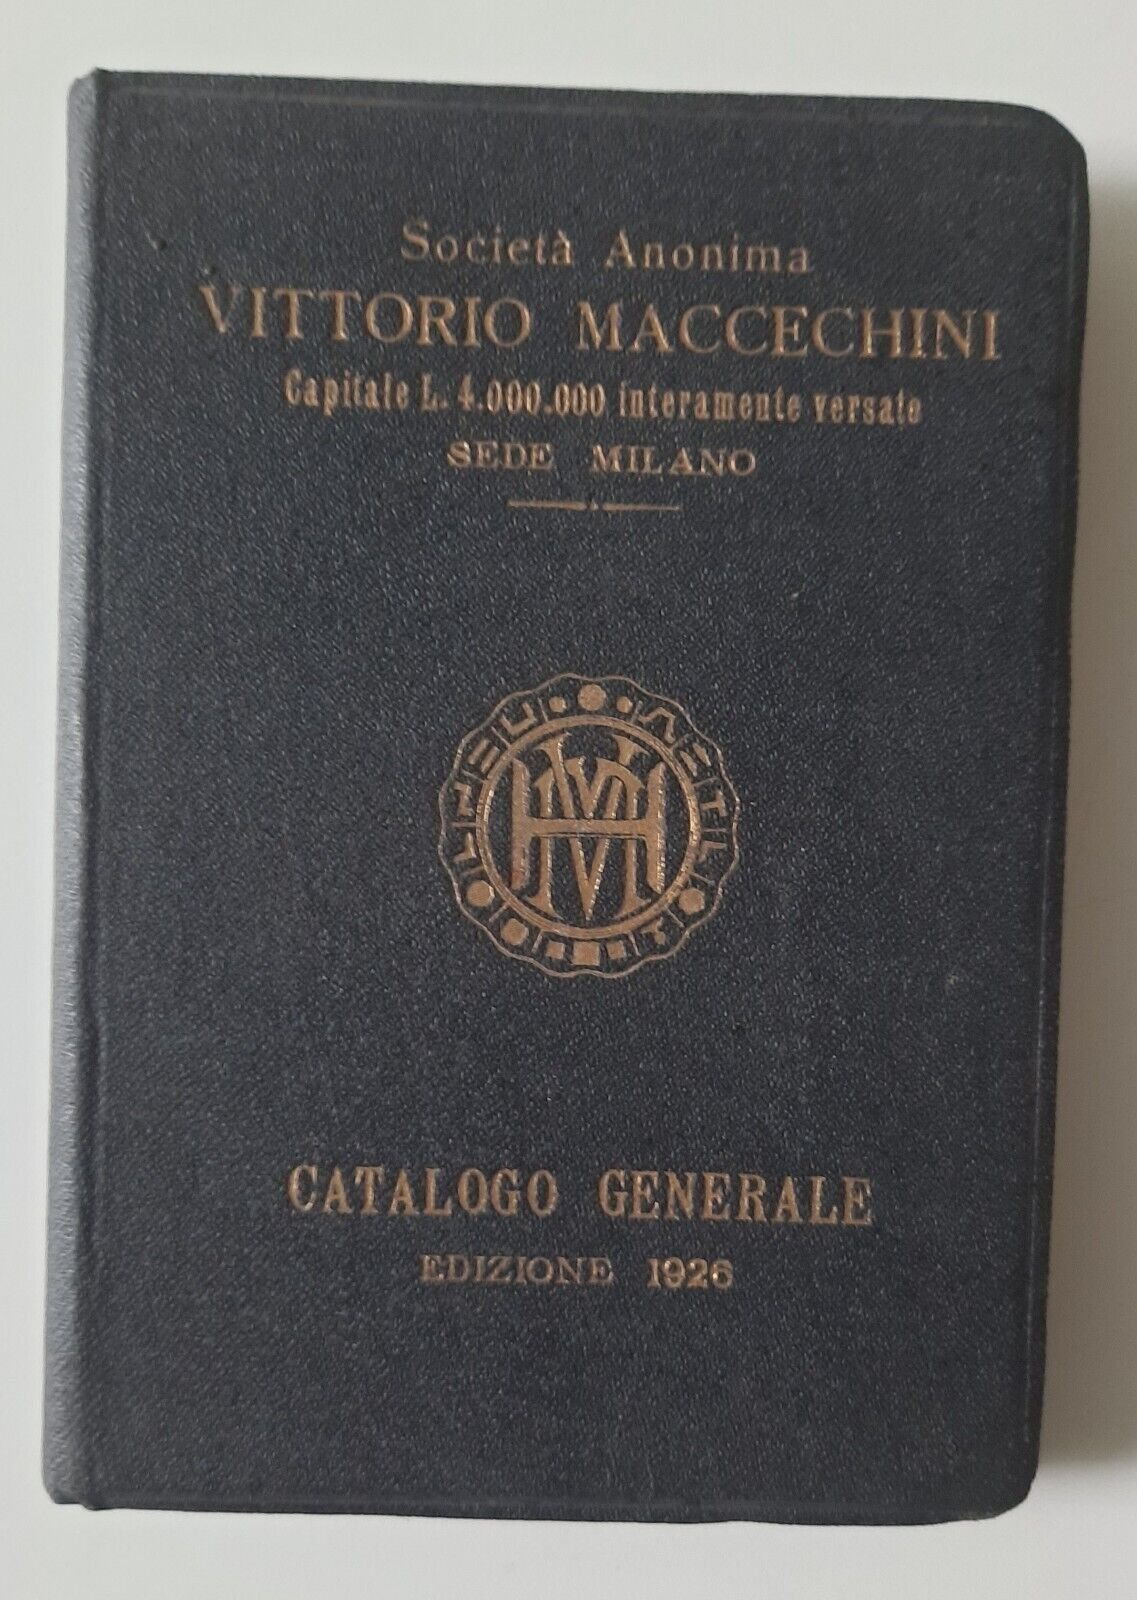 Società Anonima
VITTORIO MACCECHINI
Capitale L. 4.000.000 interamente versate
SEDE MILANO
CATALOGO GENERALE
EDIZIONE 1926